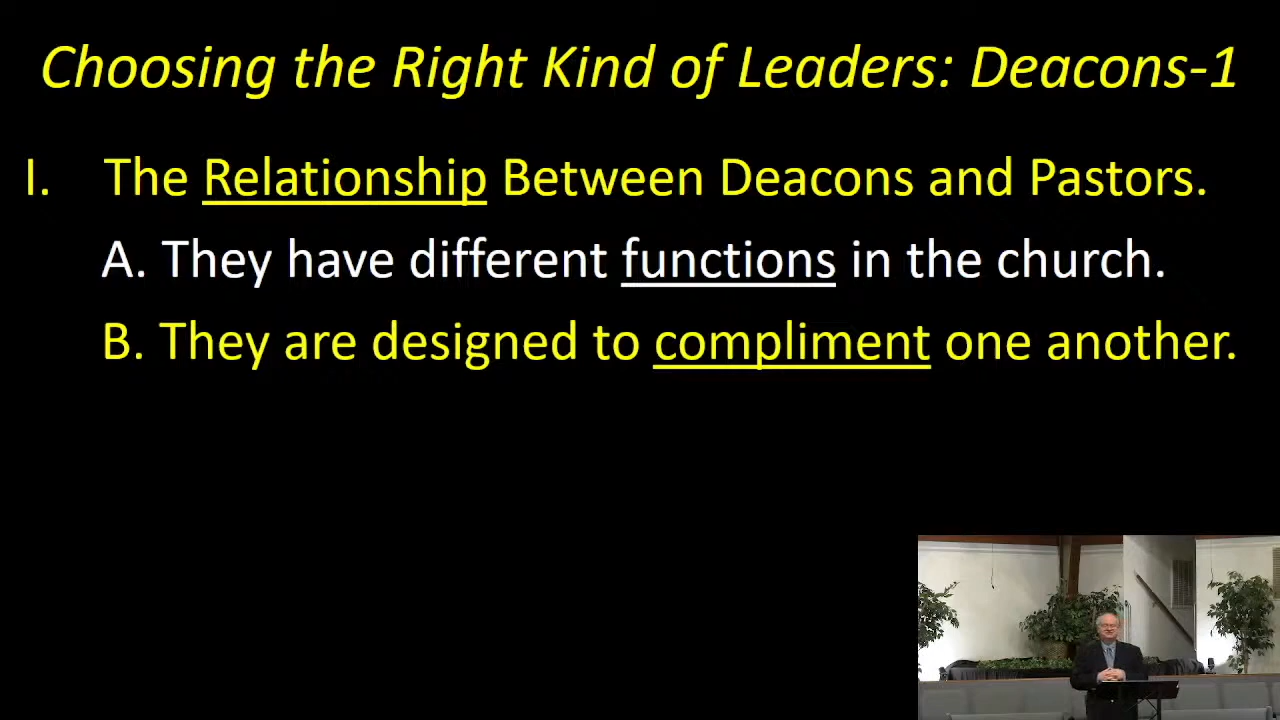 Choosing the Right Kind of Leaders: Deacons-1
I. The Relationship Between Deacons and Pastors.
A. They have different functions in the church.
B. They are designed to compliment one another.